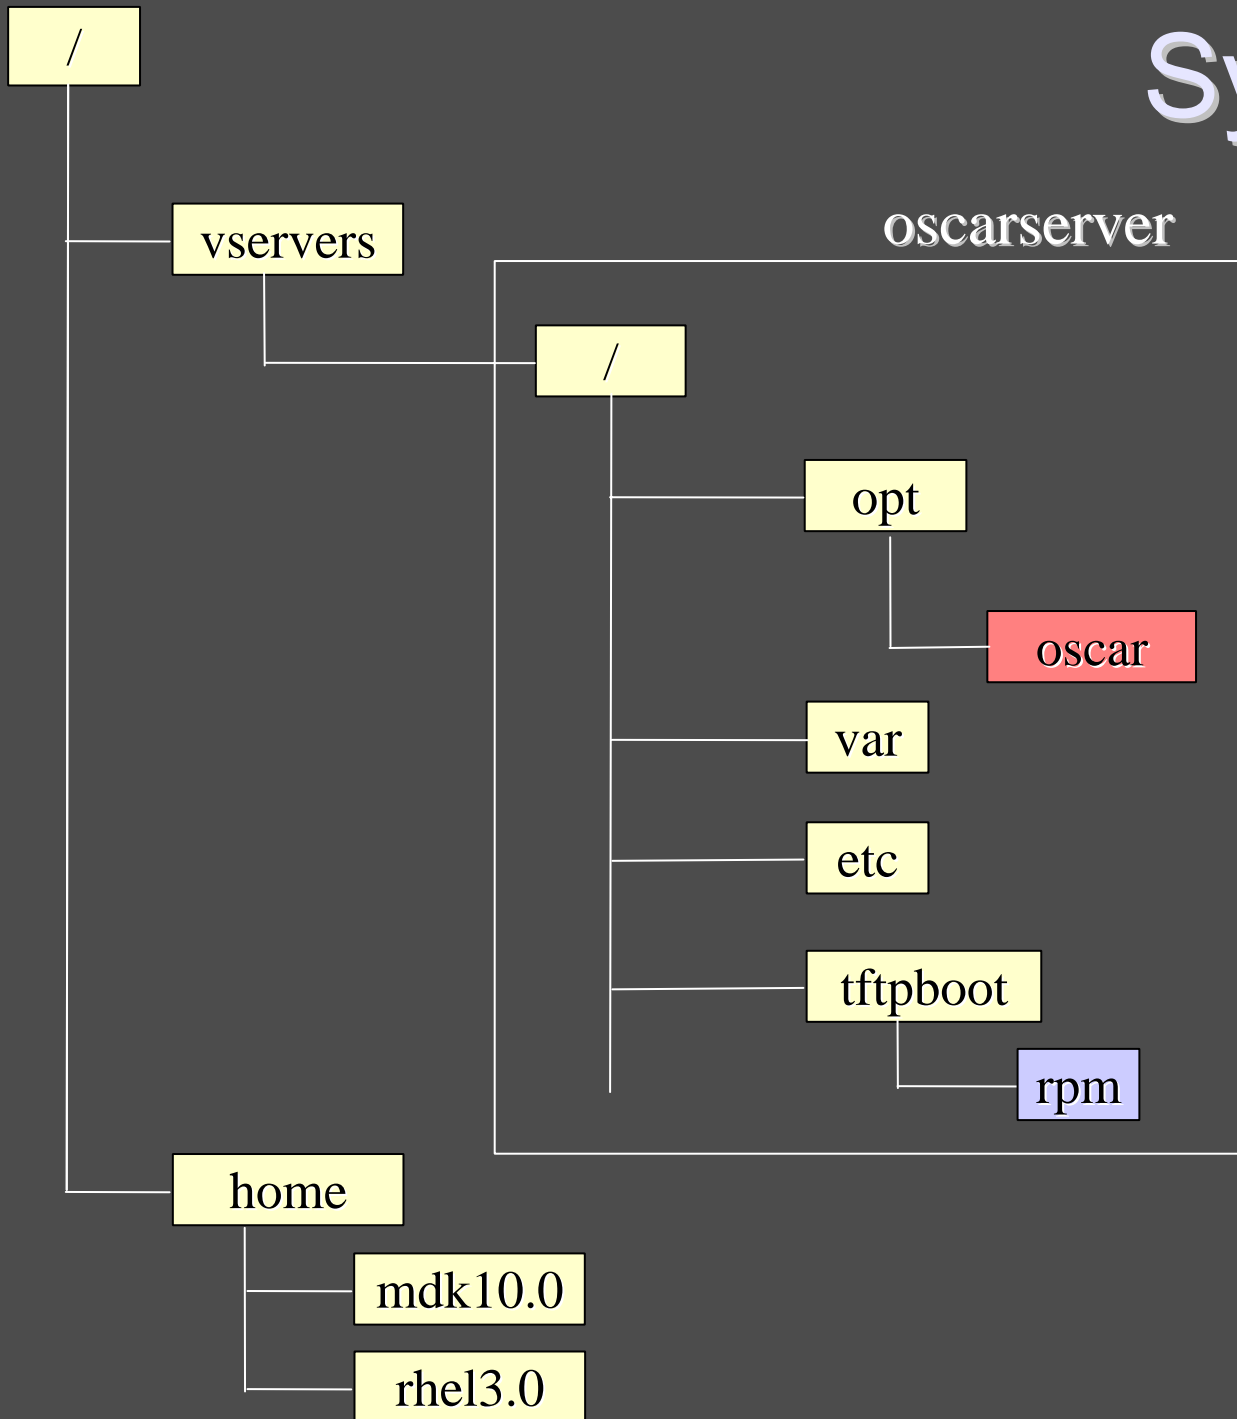 /
Sy
vservers
oscarserver
/
opt
oscar
var
etc
tftpboot
rpm
home
mdk10.0
rhel3.0